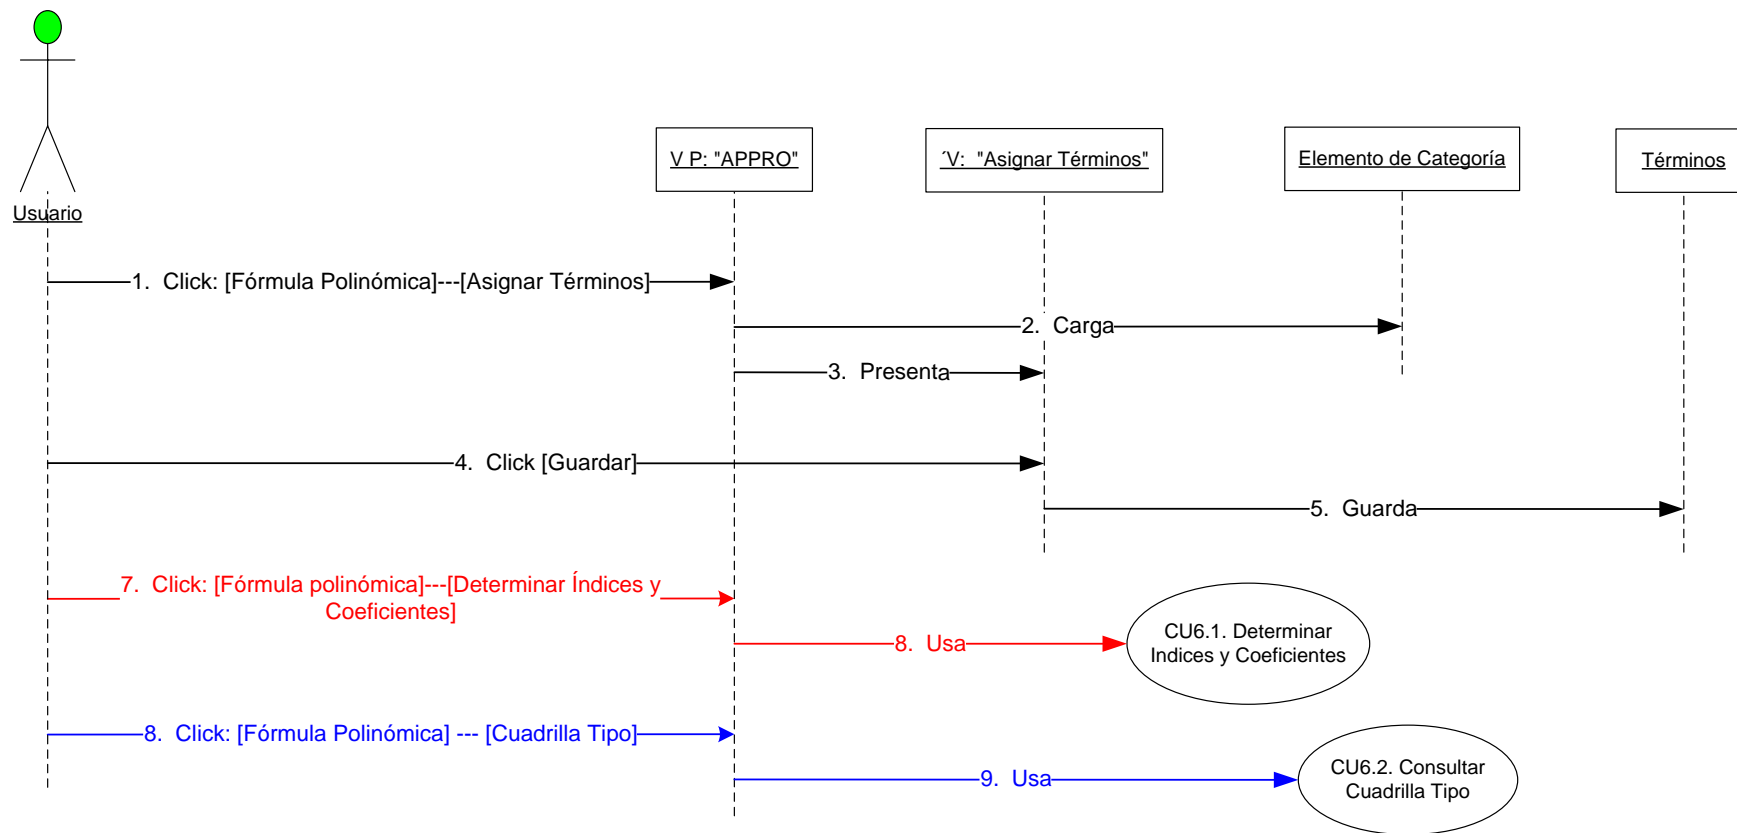 V P: "APPRO"
´V:  "Asignar Términos"
Elemento de Categoría
Términos
Usuario
1.  Click: [Fórmula Polinómica]---[Asignar Términos]
2.  Carga
3.  Presenta
4.  Click [Guardar]
5.  Guarda
7.  Click: [Fórmula polinómica]---[Determinar Índices y
Coeficientes]
8.  Usa
CU6.1. Determinar
Indices y Coeficientes
8.  Click: [Fórmula Polinómica] --- [Cuadrilla Tipo]
9.  Usa
CU6.2. Consultar
Cuadrilla Tipo